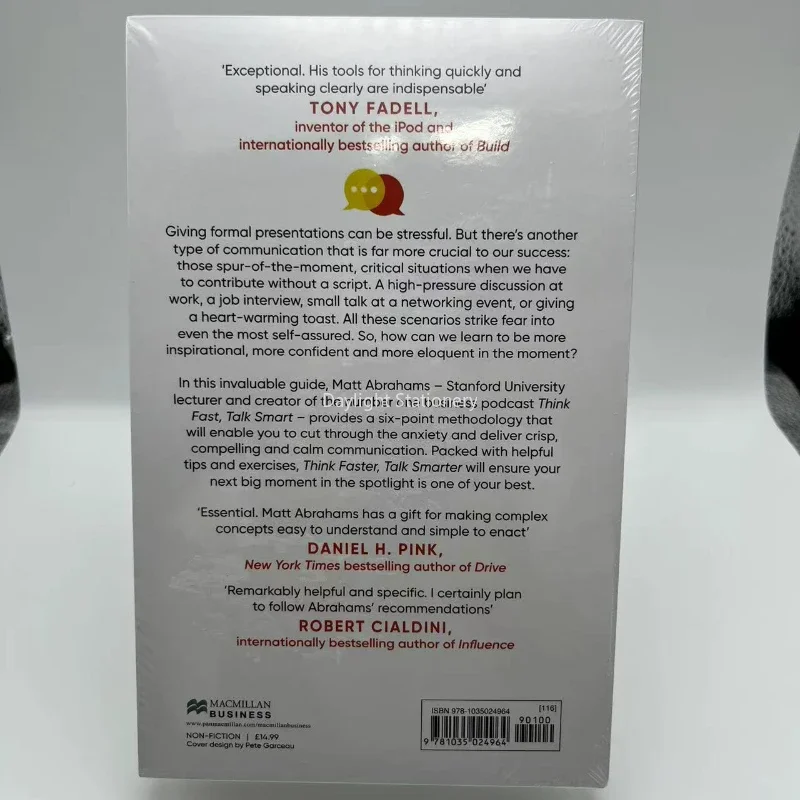 'Exceptional. His tools for thinking quickly and
speaking clearly are indispensable'
TONY FADELL,
inventor of the iPod and
internationally bestselling author of Build
Giving formal presentations can be stressful. But there's another
type of communication that is far more crucial to our success:
those spur-of-the-moment, critical situations when we have
to contribute without a script. A high-pressure discussion at
work, a job interview, small talk at a networking event, or giving
a heart-warming toast. All these scenarios strike fear into
even the most self-assured. So, how can we learn to be more
inspirational, more confident and more eloquent in the moment?
In this invaluable guide, Matt Abrahams – Stanford University
lecturer and creator of the number one business podcast Think
Daylight Stationery
Fast, Talk Smart – provides a six-point methodology that
will enable you to cut through the anxiety and deliver crisp,
compelling and calm communication. Packed with helpful
tips and exercises, Think Faster, Talk Smarter will ensure your
next big moment in the spotlight is one of your best.
'Essential. Matt Abrahams has a gift for making complex
concepts easy to understand and simple to enact'
DANIEL H. PINK,
New York Times bestselling author of Drive
'Remarkably helpful and specific. I certainly plan
to follow Abrahams' recommendations'
ROBERT CIALDINI,
internationally bestselling author of Influence
MACMILLAN
BUSINESS
www.panmacmillan.com/macmillanbusiness
NON-FICTION | £14.99
Cover design by Pete Garceau
ISBN 978-1035024964 [116]
90100
9 781035 024964